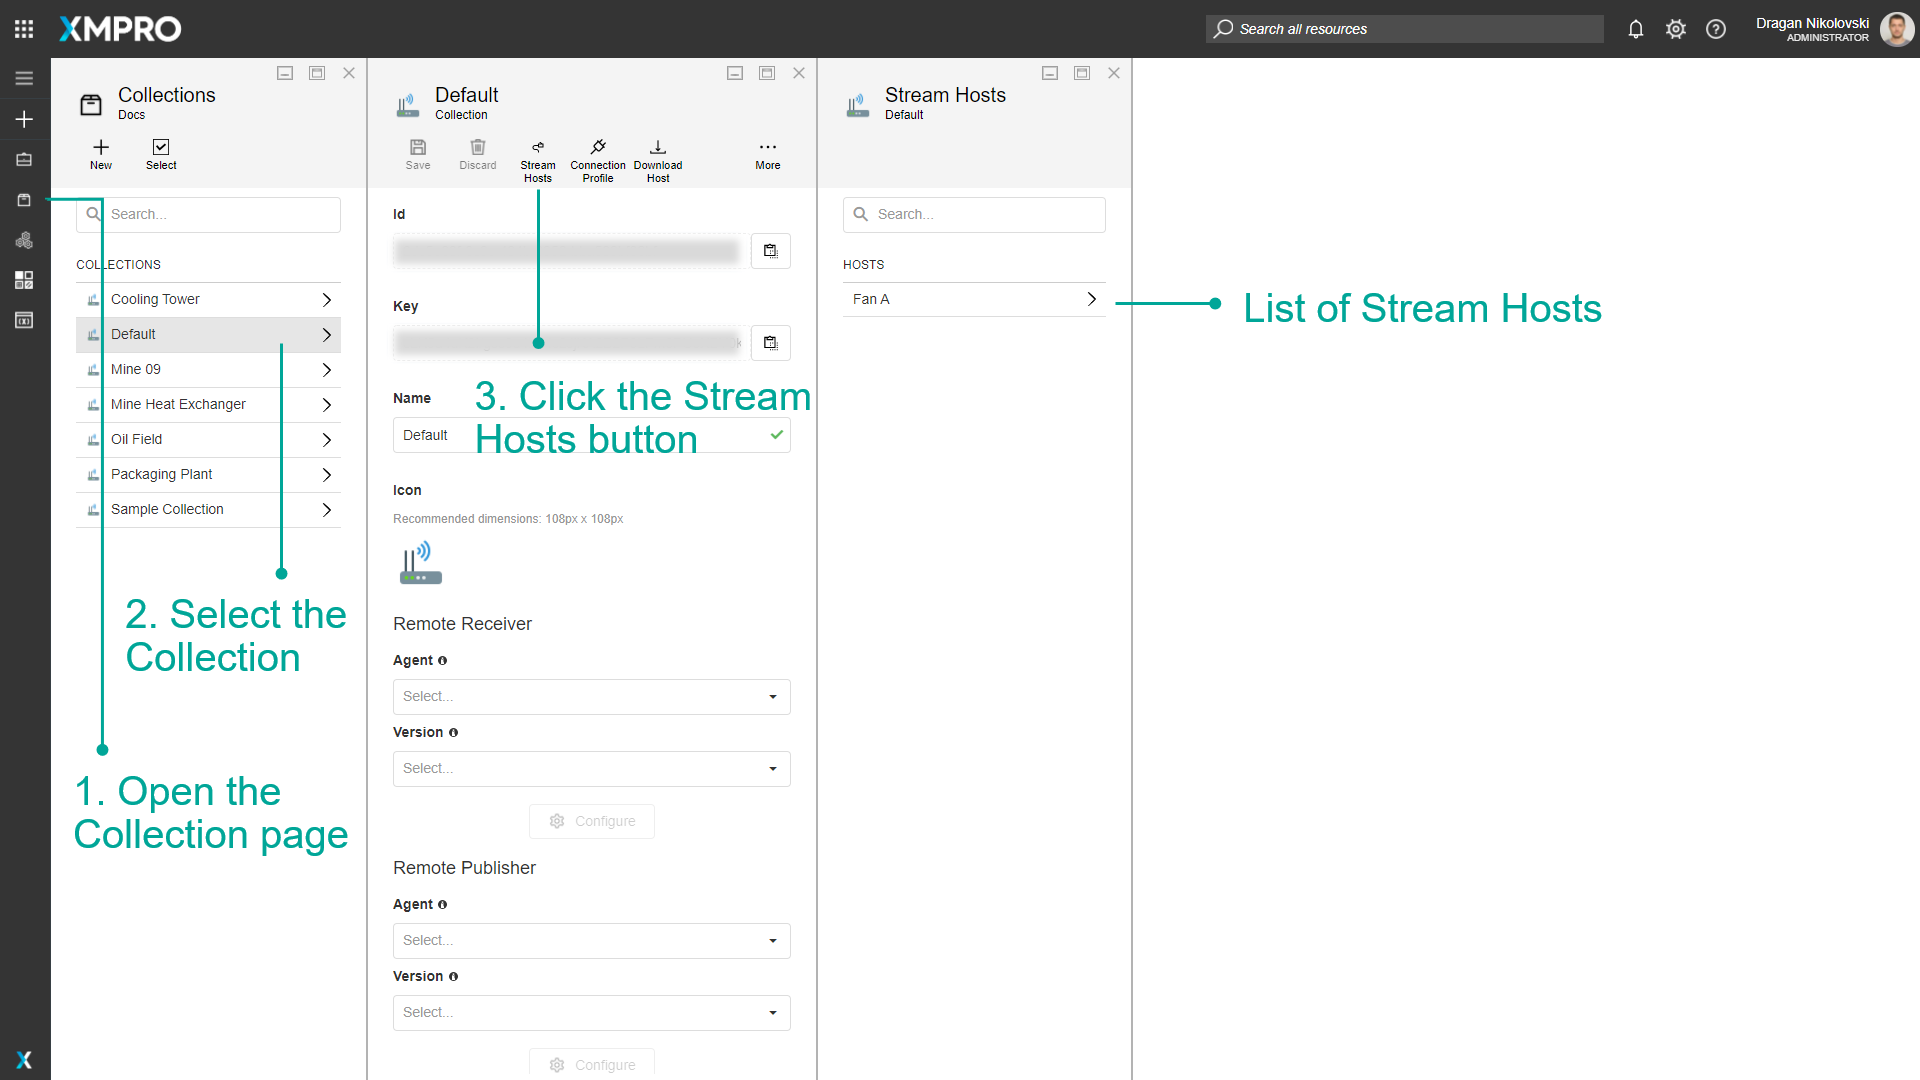 XMPRO
Search all resources
Dragan Nikolovski
ADMINISTRATOR
Collections
Docs
New
Select
Search...
COLLECTIONS
Cooling Tower
Default
Mine 09
Mine Heat Exchanger
Oil Field
Packaging Plant
Sample Collection
2. Select the
Collection
1. Open the
Collection page
Default
Collection
Save
Discard
Stream
Hosts
Connection
Profile
Download
Host
More
Id
Key
Name
Default
3. Click the Stream
Hosts button
Icon
Recommended dimensions: 108px x 108px
Remote Receiver
Agent
Select...
Version
Select...
Configure
Remote Publisher
Agent
Select...
Version
Select...
Configure
Stream Hosts
Default
Search...
HOSTS
Fan A
List of Stream Hosts